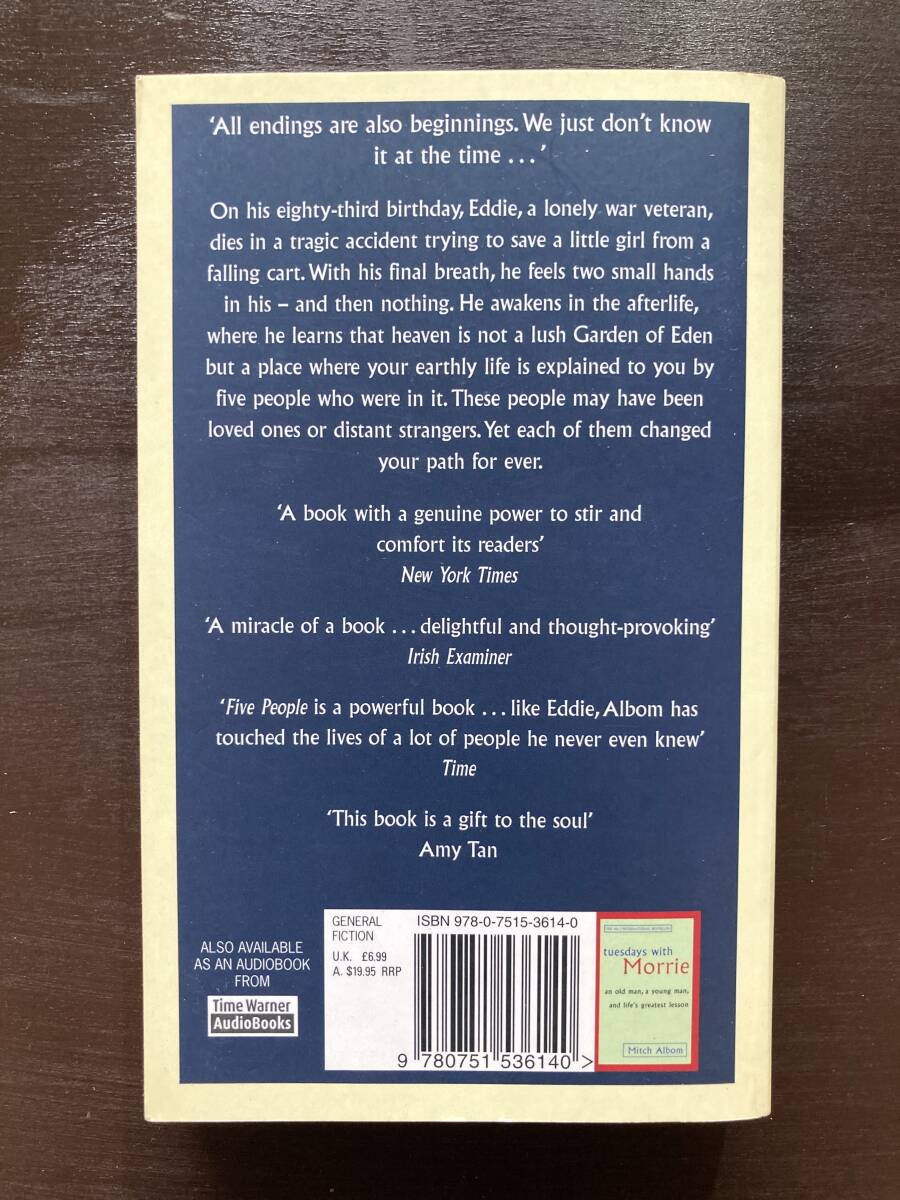 ‘All endings are also beginnings. We just don’t know
it at the time . . . ’
On his eighty-third birthday, Eddie, a lonely war veteran,
dies in a tragic accident trying to save a little girl from a
falling cart. With his final breath, he feels two small hands
in his – and then nothing. He awakens in the afterlife,
where he learns that heaven is not a lush Garden of Eden
but a place where your earthly life is explained to you by
five people who were in it. These people may have been
loved ones or distant strangers. Yet each of them changed
your path for ever.
‘A book with a genuine power to stir and
comfort its readers’
New York Times
‘A miracle of a book . . . delightful and thought-provoking’
Irish Examiner
‘Five People is a powerful book . . . like Eddie, Albom has
touched the lives of a lot of people he never even knew’
Time
‘This book is a gift to the soul’
Amy Tan
ALSO AVAILABLE
AS AN AUDIOBOOK
FROM
Time Warner
AudioBooks
GENERAL
FICTION
U.K. £6.99
A. $19.95 RRP
ISBN 978-0-7515-3614-0
9 780751 536140 >
tuesdays with
Morrie
an old man, a young man,
and life's greatest lesson
Mitch Albom